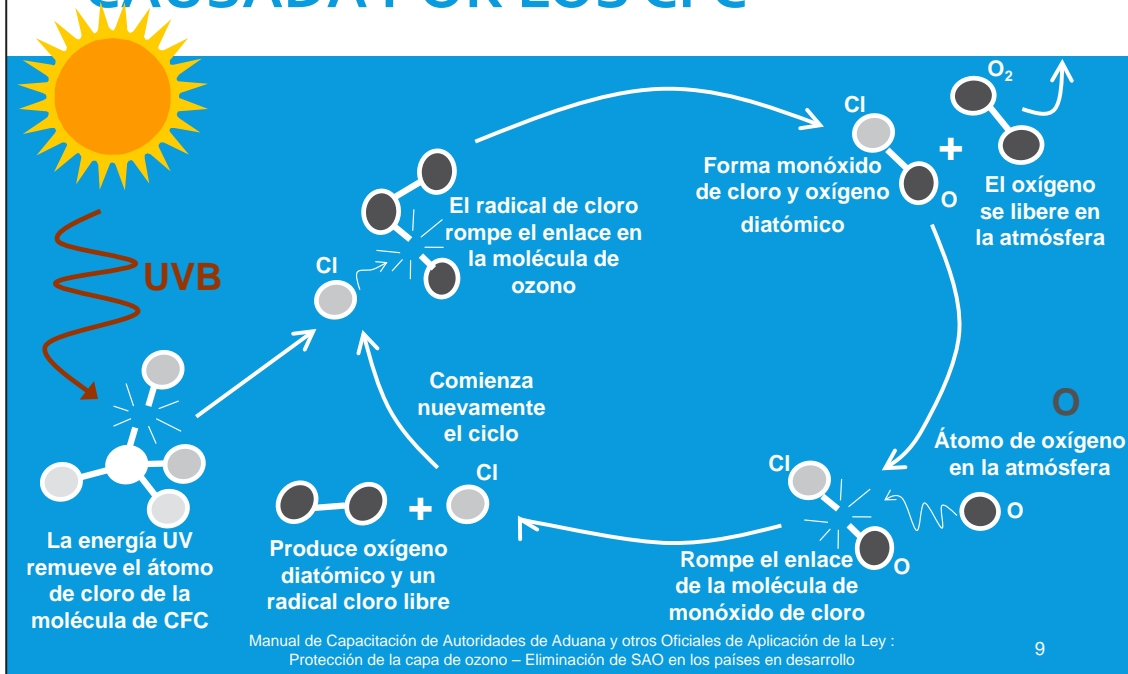 CAUSADA POR LOS CFC
UVB
La energía UV
remueve el átomo
de cloro de la
molécula de CFC
Cl
El radical de cloro
rompe el enlace en
la molécula de
ozono
Cl
O
Forma monóxido
de cloro y oxígeno
diatómico
+
O₂
El oxígeno
se libere en
la atmósfera
O
Átomo de oxígeno
en la atmósfera
O
Cl
O
Rompe el enlace
de la molécula de
monóxido de cloro
+
Cl
Produce oxígeno
diatómico y un
radical cloro libre
Comienza
nuevamente
el ciclo
Manual de Capacitación de Autoridades de Aduana y otros Oficiales de Aplicación de la Ley :
Protección de la capa de ozono – Eliminación de SAO en los países en desarrollo
9